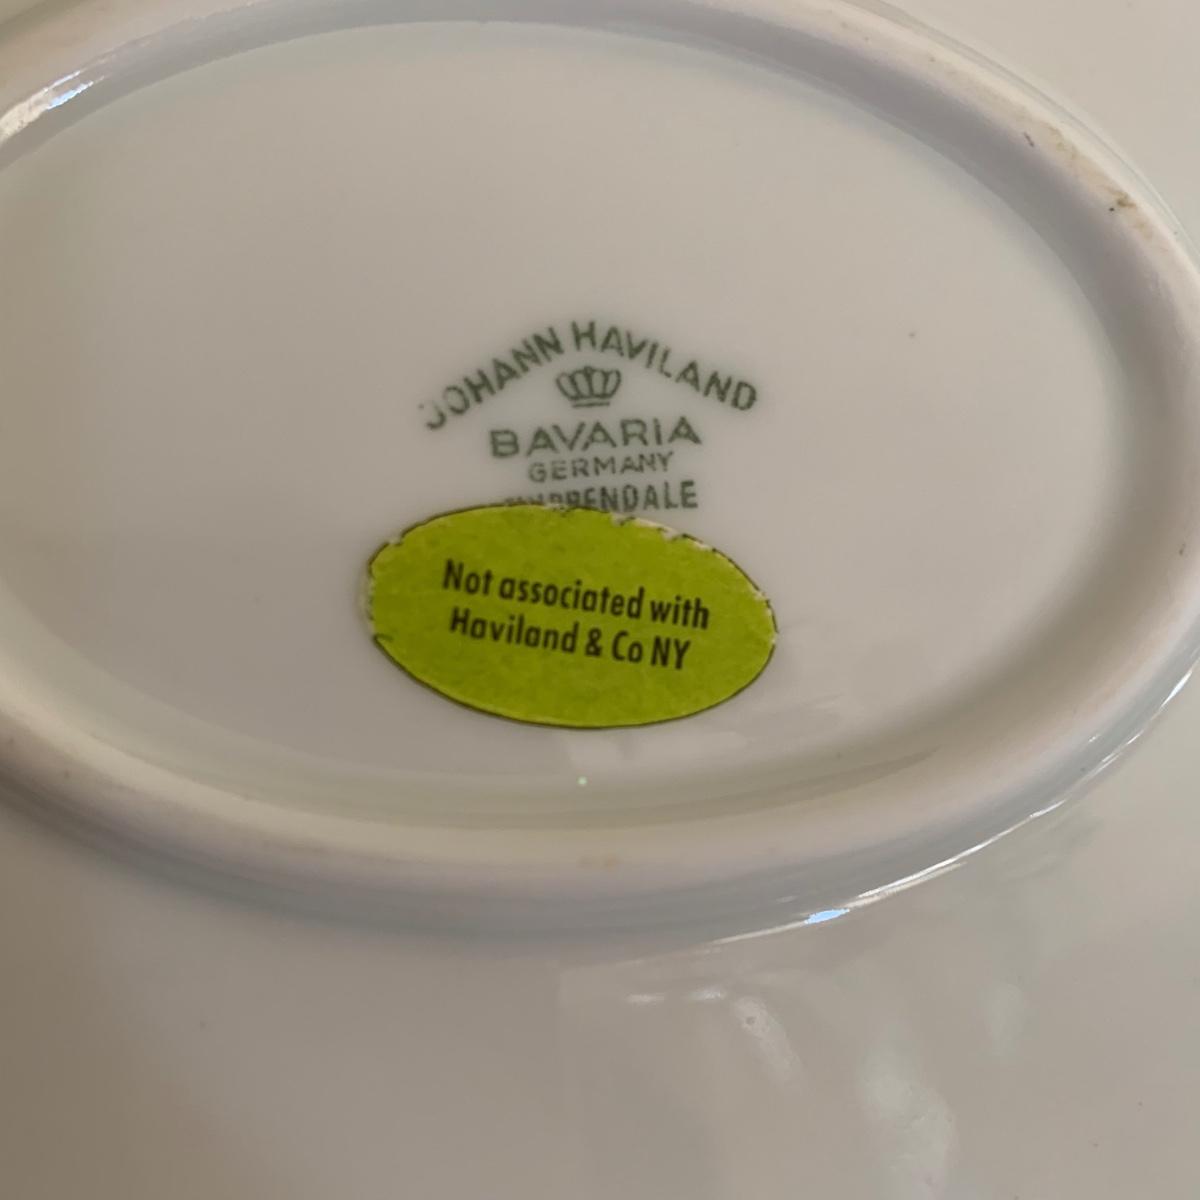 JOHANN HAVILAND
BAVARIA
GERMANY
Not associated with
Haviland & Co NY